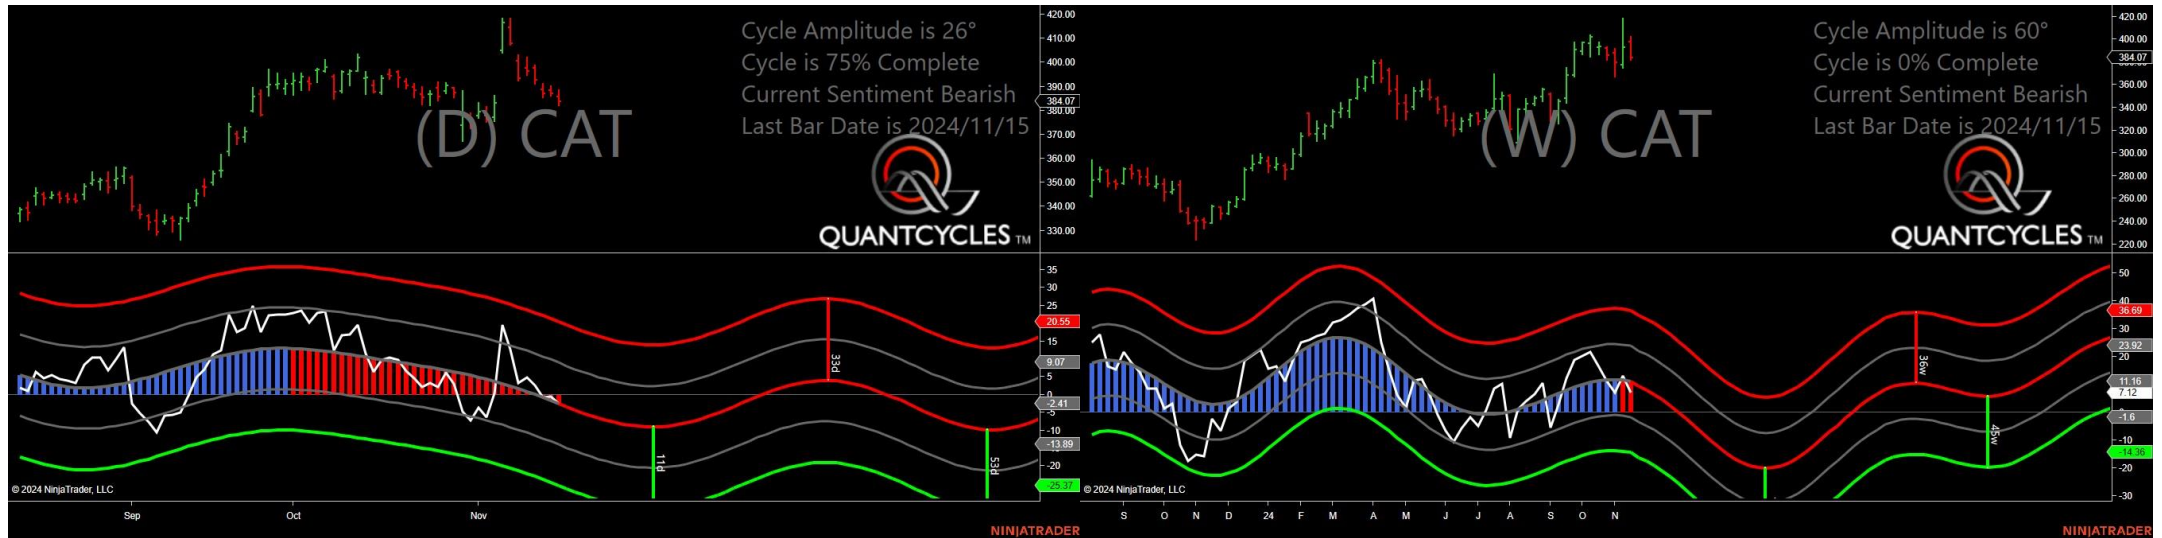 Cycle Amplitude is 26°
Cycle is 75% Complete
Current Sentiment Bearish
Last Bar Date is 2024/11/15
(D) CAT
QUANTCYCLES TM
420.00
410.00
400.00
390.00
384.07
380.00
370.00
360.00
350.00
340.00
330.00
35
30
25
20.55
15
9.07
5
0
-2.41
-5
-10
-13.89
-20
-25.37
33d
11d
53d
© 2024 NinjaTrader, LLC
Sep
Oct
Nov
NINJATRADER
Cycle Amplitude is 60°
Cycle is 0% Complete
Current Sentiment Bearish
Last Bar Date is 2024/11/15
(W) CAT
QUANTCYCLES TM
420.00
400.00
384.07
360.00
340.00
320.00
300.00
280.00
260.00
240.00
220.00
50
40
36.69
30
23.92
20
11.16
7.12
-1.6
-10
-14.36
-20
-30
36w
45w
© 2024 NinjaTrader, LLC
S
O
N
D
24
F
M
A
M
J
J
A
S
O
N
NINJATRADER